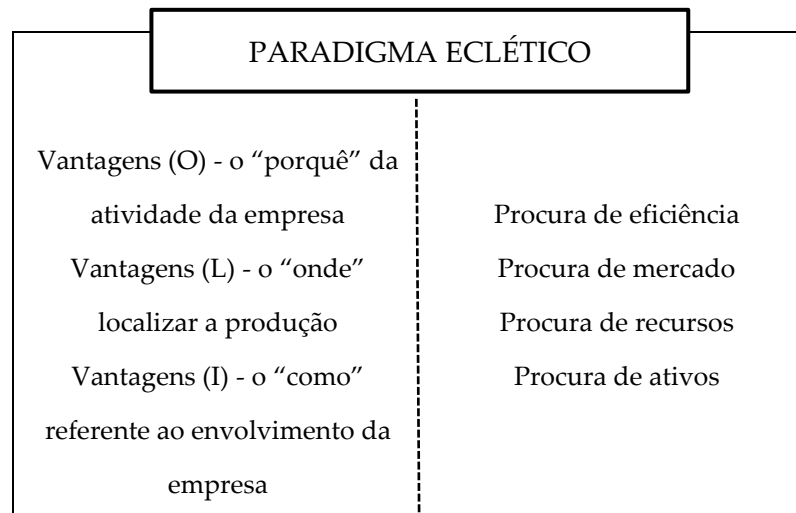 PARADIGMA ECLÉTICO
Vantagens (O) - o “porquê” da
atividade da empresa
Vantagens (L) - o “onde”
localizar a produção
Vantagens (I) - o “como”
referente ao envolvimento da
empresa
Procura de eficiência
Procura de mercado
Procura de recursos
Procura de ativos